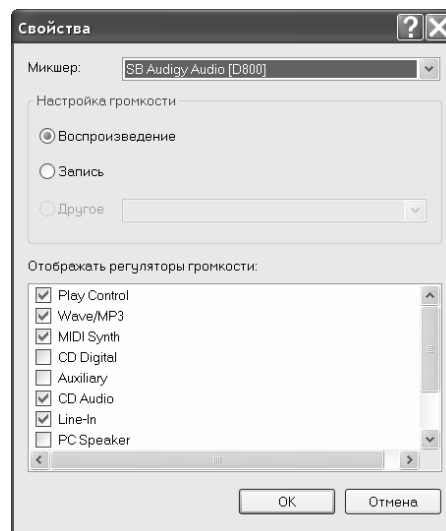 Свойства
Микшер: SB Audigy Audio [D800]
Настройка громкости
Воспроизведение
Запись
Другое
Отображать регуляторы громкости:
Play Control
Wave/MP3
MIDI Synth
CD Digital
Auxiliary
CD Audio
Line-In
PC Speaker
OK Отмена